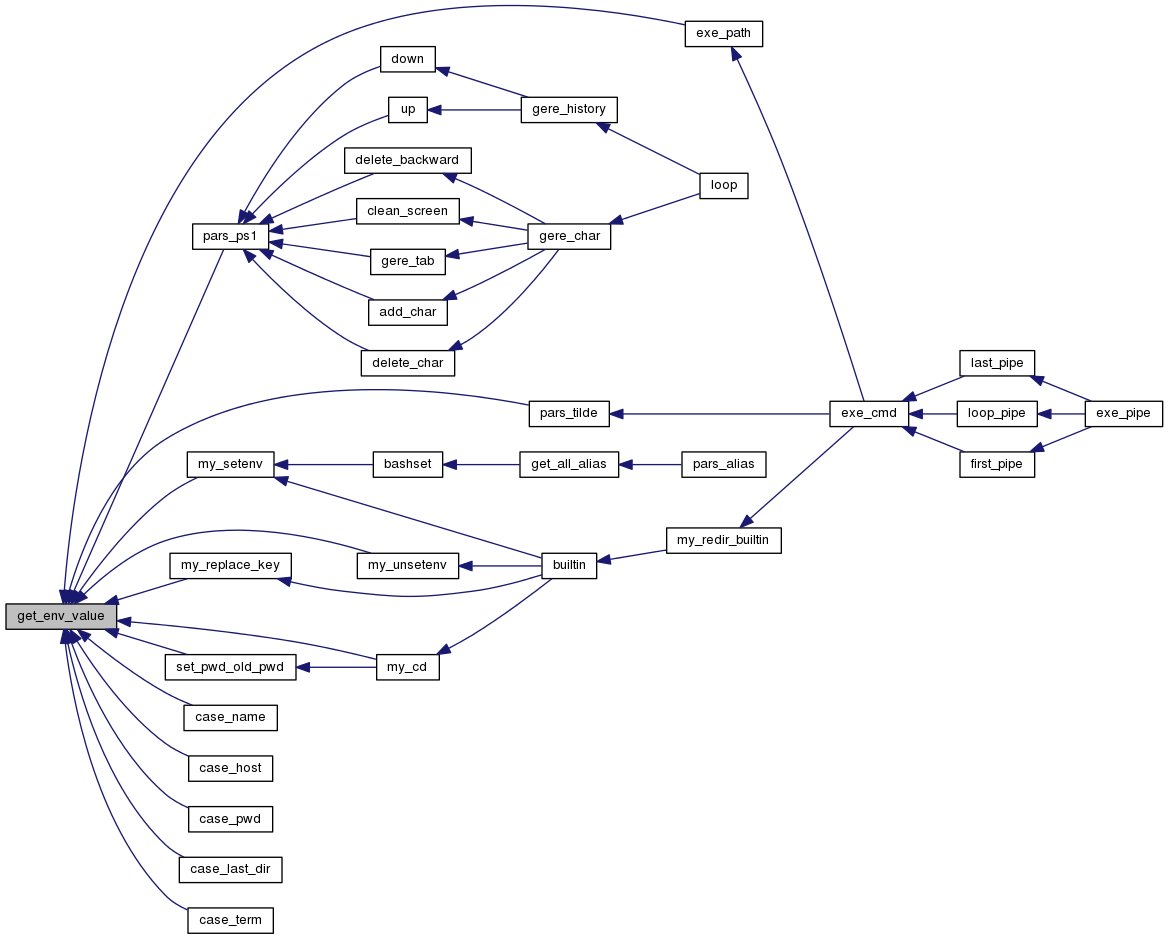 exe_path
down
up
gere_history
delete_backward
loop
clean_screen
pars_ps1
gere_char
gere_tab
add_char
delete_char
last_pipe
pars_tilde
exe_cmd
loop_pipe
exe_pipe
my_setenv
bashset
get_all_alias
pars_alias
first_pipe
my_redir_builtin
my_replace_key
my_unsetenv
builtin
get_env_value
set_pwd_old_pwd
my_cd
case_name
case_host
case_pwd
case_last_dir
case_term